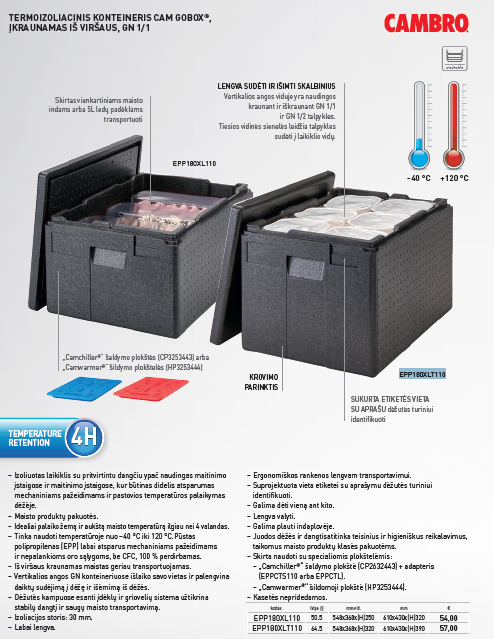 TERMOIZOLIACINIS KONTEINERIS CAM GOBOX®,
ĮKRAUNAMAS IŠ VIRŠAUS, GN 1/1
CAMBRO
Skirtas vienkartiniams maisto
indams arba 5L ledų padėklams
transportuoti
LENGVA SUDĖTI IR IŠIMTI SKALBINIUS
Vertikalios angos viduje yra naudingos
kraunant ir iškraunant GN 1/1
ir GN 1/2 talpykles.
Tiesios vidinės sienelės leidžia talpykles
sudėti į laikiklio vidų.
-40 °C
+120 °C
EPP180XL110
„Camchiller®“ šaldymo plokštės (CP3253443) arba
„Camwarmer®“ šildymo plokštelės (HP3253444)
KROVIMO
PARINKTIS
EPP180XLT110
SUKURTA ETIKETĖS VIETA
SU APRAŠU dėžutės turiniui
identifikuoti
TEMPERATURE
RETENTION
4H
– Izoliuotas laikiklis su pritvirtintu dangčiu ypač naudingas maitinimo
įstaigose ir maitinimo įstaigose, kur būtinas didelis atsparumas
mechaniniams pažeidimams ir pastovios temperatūros palaikymas
dėžėje.
– Maisto produktų pakuotės.
– Idealiai palaiko žemą ir aukštą maisto temperatūrą ilgiau nei 4 valandas.
– Tinka naudoti temperatūroje nuo -40 °C iki 120 °C. Pūstas
polipropilenas (EPP) labai atsparus mechaniniams pažeidimams
ir nepalankioms oro sąlygoms, be CFC, 100 % perdirbamas.
– Iš viršaus kraunamas maistas geriau transportuojamas.
– Vertikalios angos GN konteineriuose išlaiko savo vietas ir palengvina
daiktų sudėjimą į dėžę ir išėmimą iš dėžės.
– Dėžutės kampuose esanti įdėklų ir griovelių sistema užtikrina
stabilų dangtį ir saugų maisto transportavimą.
– Izoliacijos storis: 30 mm.
– Labai lengva.
– Ergonomiškos rankenos lengvam transportavimui.
– Suprojektuota vieta etiketei su aprašymu dėžutės turiniui
identifikuoti.
– Galima dėti vieną ant kito.
– Lengva valyti.
– Galima plauti indaplovėje.
– Juodos dėžės ir dangtis atitinka teisinius ir higieniškus reikalavimus,
taikomus maisto produktų klasės pakuotėms.
– Skirta naudoti su specialiomis plokštelėmis:
– „Camchiller®“ šaldymo plokštė (CP2632443) + adapteris
(EPPCTS110 arba EPPCTL).
– „Camwarmer®“ šildomoji plokštė (HP3253444).
– Kasetės nepridedamos.
kodas talpa (l) mm/vid. mm €
EPP180XL110 50.5 548x368x(H)250 610x430x(H)320 54,00
EPP180XLT110 64.5 548x368x(H)320 610x430x(H)390 57,00